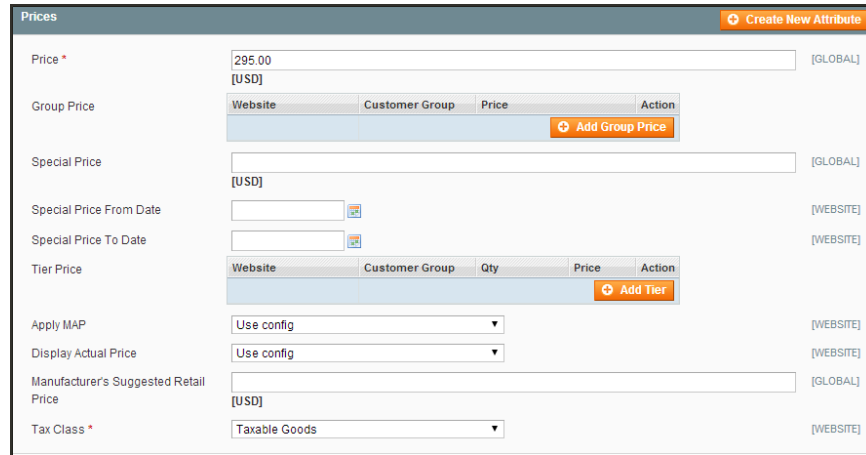 Prices Create New Attribute
Price * 295.00 [GLOBAL]
[USD]
Group Price Website Customer Group Price Action
Add Group Price
Special Price [GLOBAL]
[USD]
Special Price From Date [WEBSITE]
Special Price To Date [WEBSITE]
Tier Price Website Customer Group Qty Price Action
Add Tier
Apply MAP Use config [WEBSITE]
Display Actual Price Use config [WEBSITE]
Manufacturer's Suggested Retail [GLOBAL]
Price [USD]
Tax Class * Taxable Goods [WEBSITE]